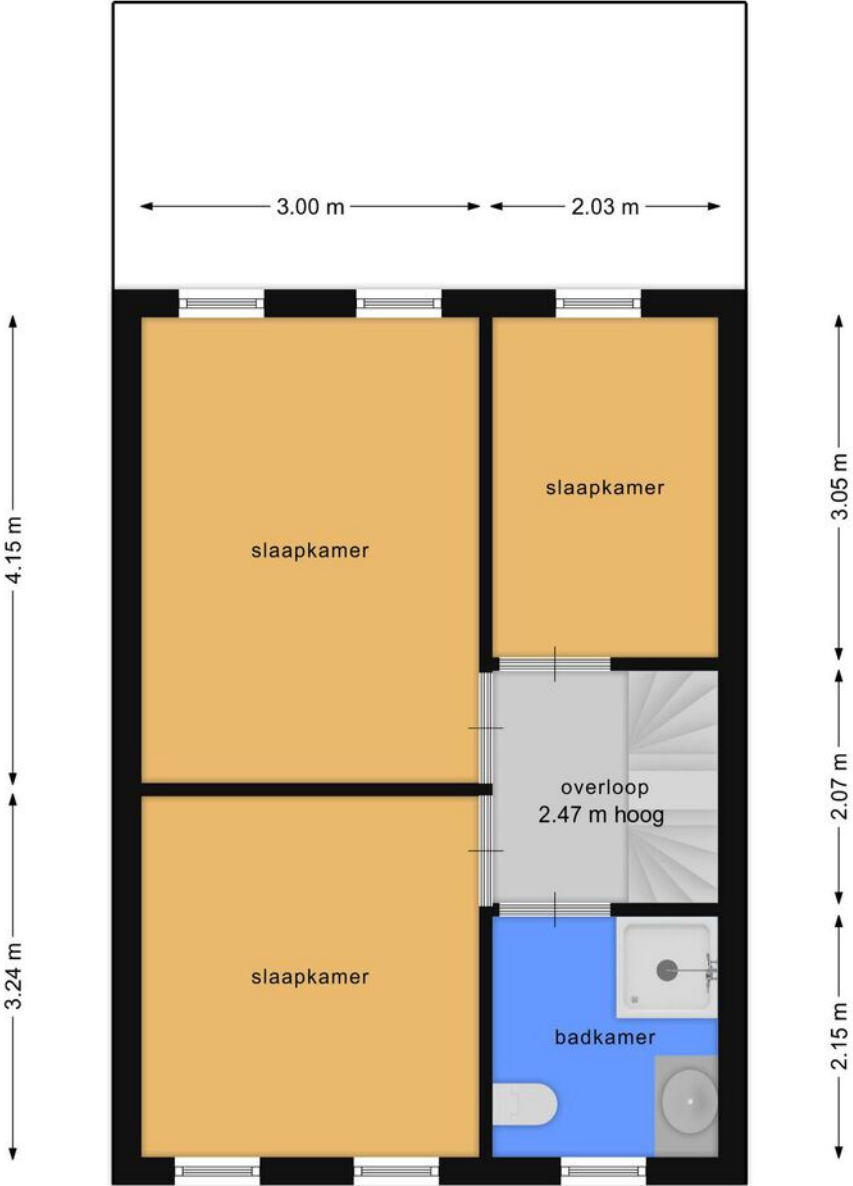 3.00 m
2.03 m
4.15 m
3.05 m
slaapkamer
slaapkamer
2.07 m
overloop
2.47 m hoog
3.24 m
slaapkamer
badkamer
2.15 m